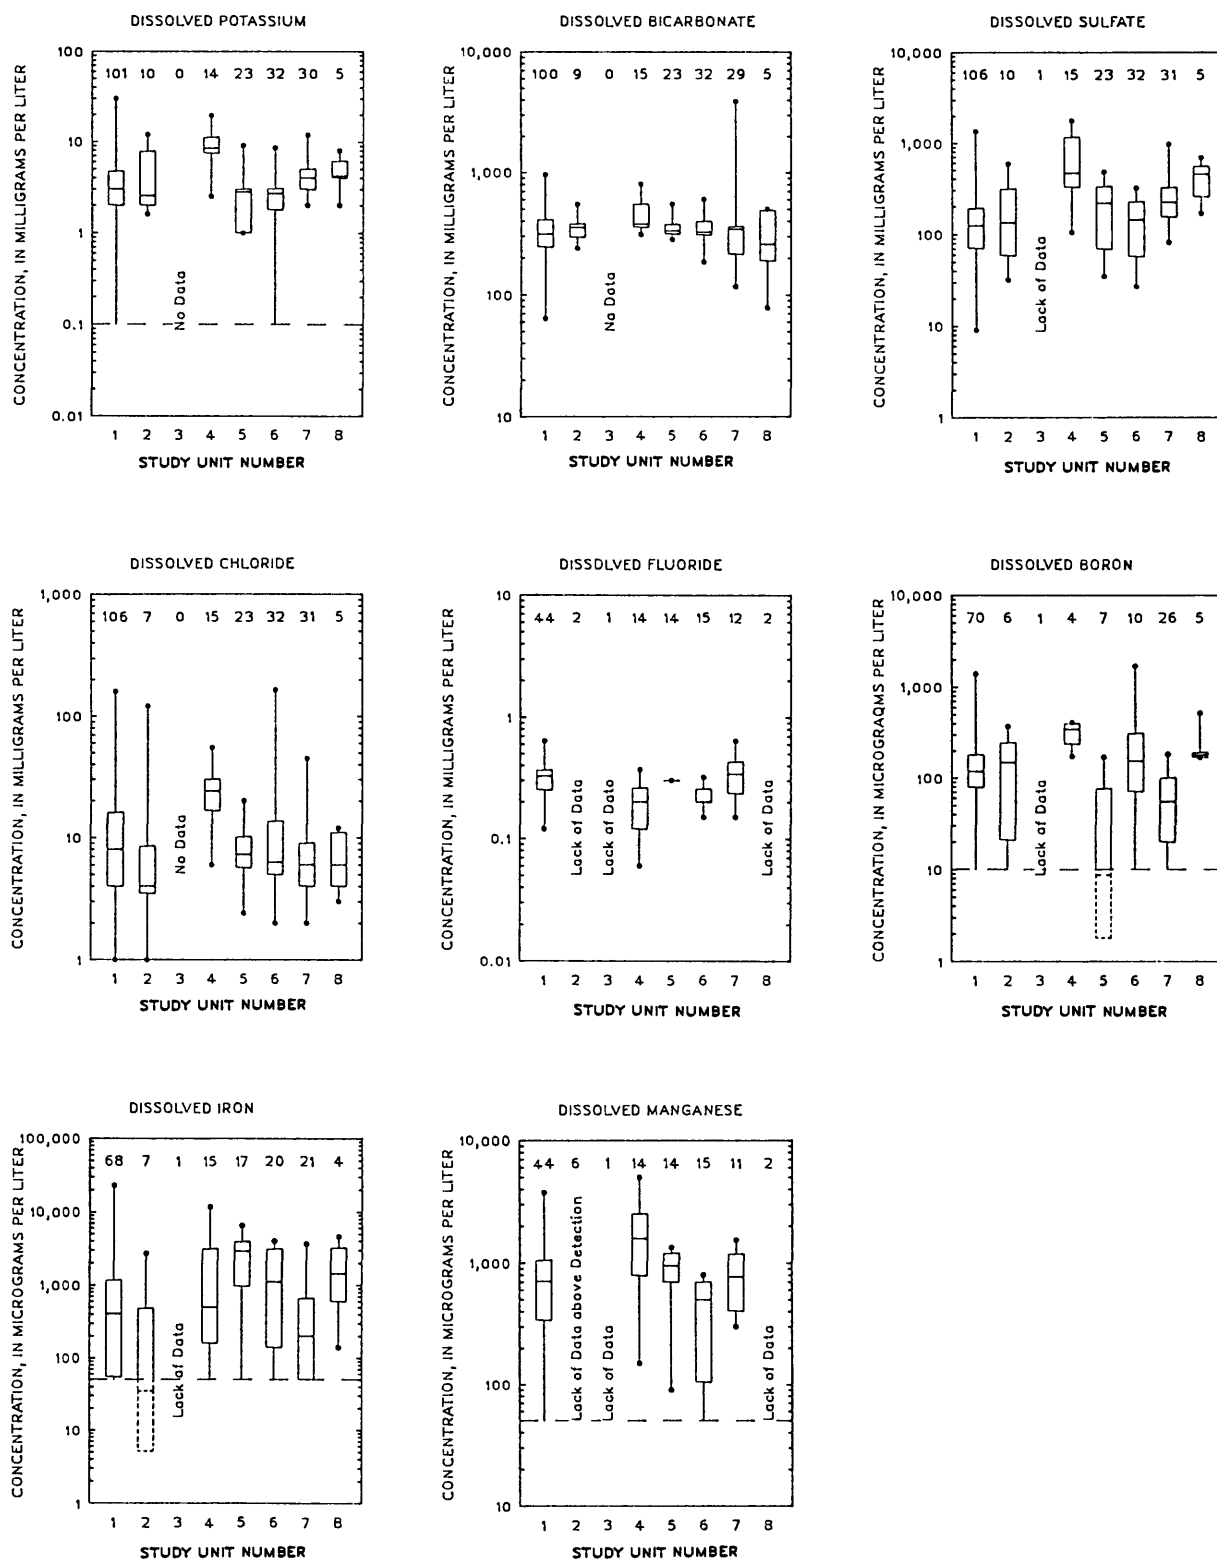 DISSOLVED POTASSIUM
CONCENTRATION, IN MILLIGRAMS PER LITER
100
10
1
0.1
0.01
101 10 0 14 23 32 30 5
No Data
1 2 3 4 5 6 7 8
STUDY UNIT NUMBER
DISSOLVED BICARBONATE
CONCENTRATION, IN MILLIGRAMS PER LITER
10,000
1,000
100
10
100 9 0 15 23 32 29 5
No Data
1 2 3 4 5 6 7 8
STUDY UNIT NUMBER
DISSOLVED SULFATE
CONCENTRATION, IN MILLIGRAMS PER LITER
10,000
1,000
100
10
1
106 10 1 15 23 32 31 5
Lack of Data
1 2 3 4 5 6 7 8
STUDY UNIT NUMBER
DISSOLVED CHLORIDE
CONCENTRATION, IN MILLIGRAMS PER LITER
1,000
100
10
1
106 7 0 15 23 32 31 5
No Data
1 2 3 4 5 6 7 8
STUDY UNIT NUMBER
DISSOLVED FLUORIDE
CONCENTRATION, IN MILLIGRAMS PER LITER
10
1
0.1
0.01
44 2 1 14 14 15 12 2
Lack of Data
Lack of Data
Lack of Data
1 2 3 4 5 6 7 8
STUDY UNIT NUMBER
DISSOLVED BORON
CONCENTRATION, IN MICROGRAQMS PER LITER
10,000
1,000
100
10
1
70 6 1 4 7 10 26 5
Lack of Data
1 2 3 4 5 6 7 8
STUDY UNIT NUMBER
DISSOLVED IRON
CONCENTRATION, IN MICROGRAMS PER LITER
100,000
10,000
1,000
100
10
1
68 7 1 15 17 20 21 4
Lack of Data
1 2 3 4 5 6 7 8
STUDY UNIT NUMBER
DISSOLVED MANGANESE
CONCENTRATION, IN MICROGRAMS PER LITER
10,000
1,000
100
10
44 6 1 14 14 15 11 2
Lack of Data above Detection
Lack of Data
Lack of Data
1 2 3 4 5 6 7 8
STUDY UNIT NUMBER